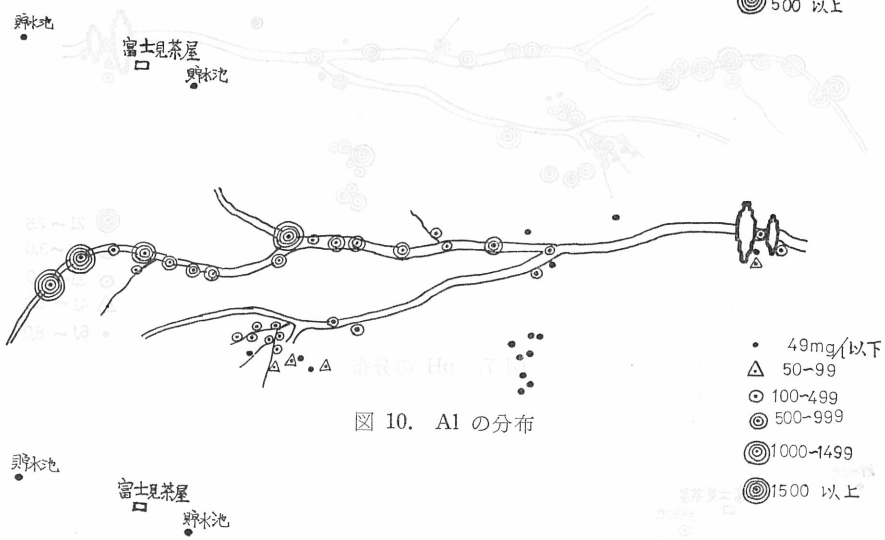 500 以上
貯水池
富士見茶屋
貯水池
図 10. Al の分布
49mg/l以下
50~99
100~499
500~999
1000~1499
1500 以上
貯水池
富士見茶屋
貯水池